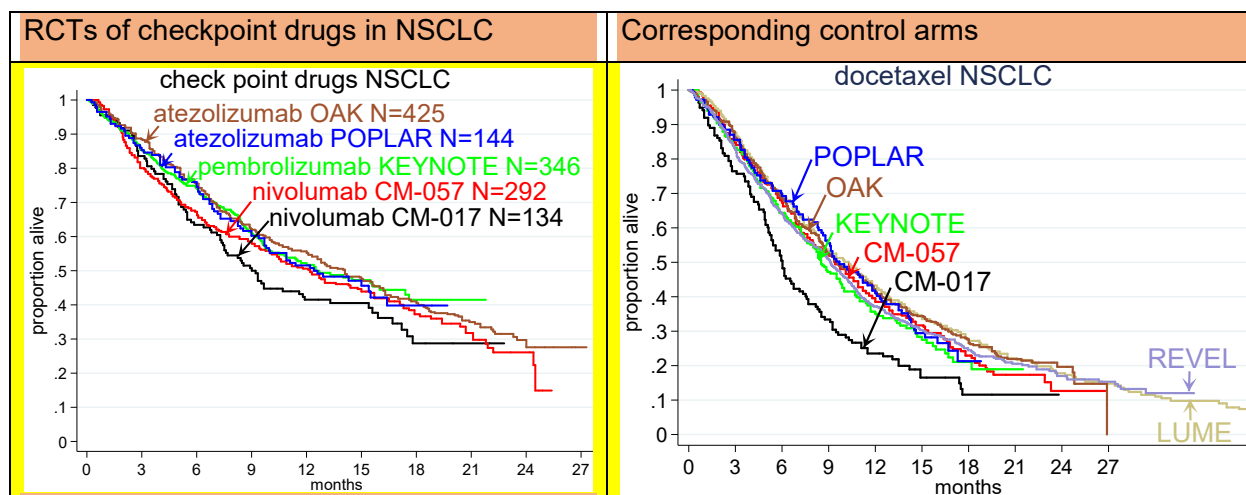 RCTs of checkpoint drugs in NSCLC
Corresponding control arms
check point drugs NSCLC
atezolizumab OAK N=425
atezolizumab POPLAR N=144
pembrolizumab KEYNOTE N=346
nivolumab CM-057 N=292
nivolumab CM-017 N=134
proportion alive
1
.9
.8
.7
.6
.5
.4
.3
.2
.1
0
0 3 6 9 12 15 18 21 24 27
months
docetaxel NSCLC
POPLAR
OAK
KEYNOTE
CM-057
CM-017
REVEL
LUME
proportion alive
1
.9
.8
.7
.6
.5
.4
.3
.2
.1
0
0 3 6 9 12 15 18 21 24 27
months